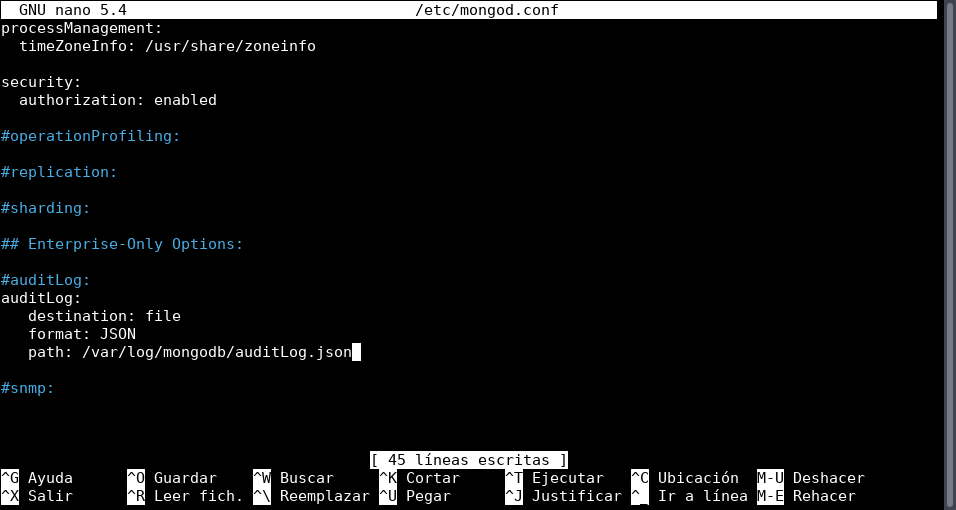 GNU nano 5.4 /etc/mongod.conf
processManagement:
  timeZoneInfo: /usr/share/zoneinfo
security:
  authorization: enabled
#operationProfiling:
#replication:
#sharding:
## Enterprise-Only Options:
#auditLog:
auditLog:
   destination: file
   format: JSON
   path: /var/log/mongodb/auditLog.json
#snmp:
[ 45 líneas escritas ]
^G Ayuda ^O Guardar ^W Buscar ^K Cortar ^T Ejecutar ^C Ubicación M-U Deshacer
^X Salir ^R Leer fich. ^\ Reemplazar ^U Pegar ^J Justificar ^_ Ir a línea M-E Rehacer